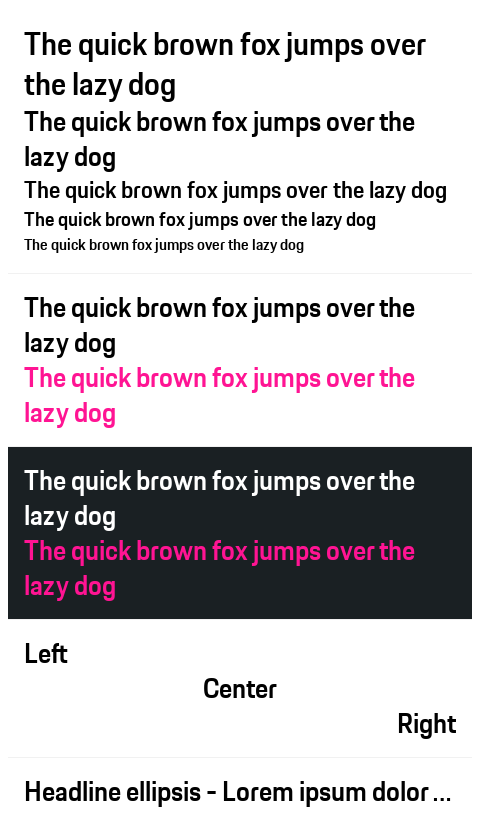 The quick brown fox jumps over
the lazy dog
The quick brown fox jumps over the
lazy dog
The quick brown fox jumps over the lazy dog
The quick brown fox jumps over the lazy dog
The quick brown fox jumps over the lazy dog
The quick brown fox jumps over the
lazy dog
The quick brown fox jumps over the
lazy dog
The quick brown fox jumps over the
lazy dog
The quick brown fox jumps over the
lazy dog
Left
Center
Right
Headline ellipsis - Lorem ipsum dolor ...